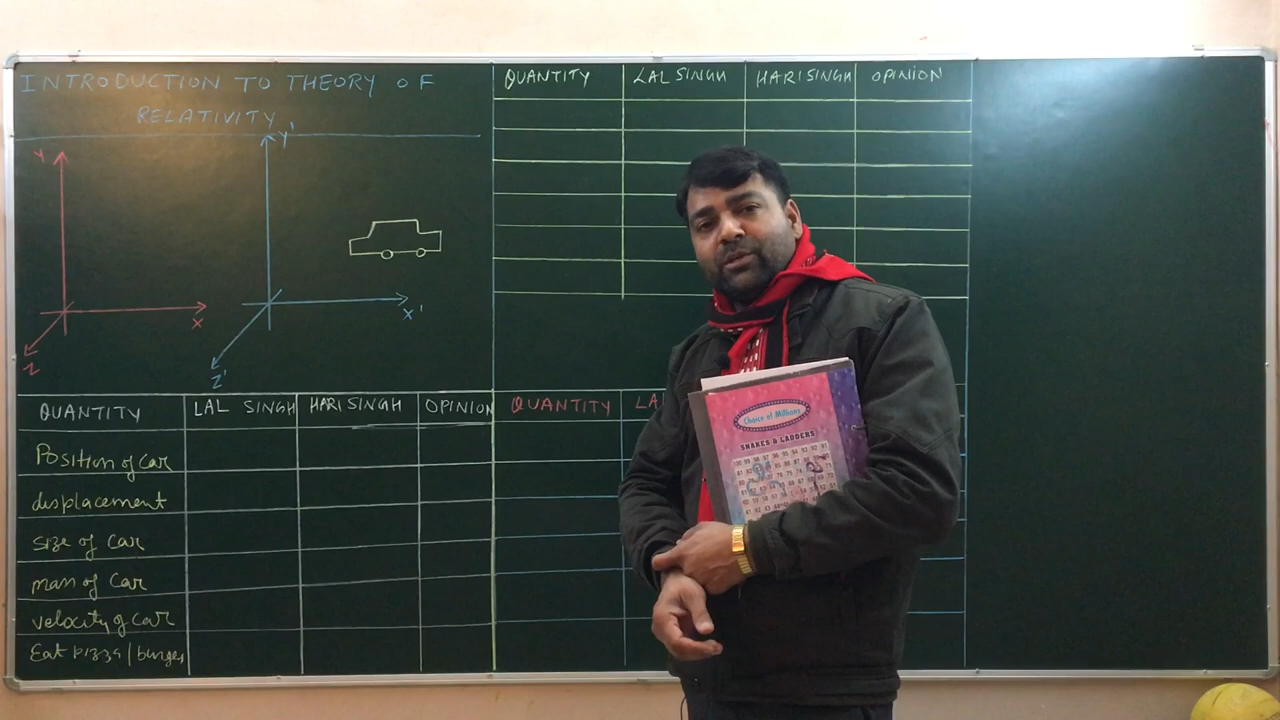 INTRODUCTION TO THEORY OF
RELATIVITY
Y
X
Z
Y'
X'
Z'
QUANTITY LAL SINGH HARI SINGH OPINION
Position of car
displacement
size of car
mass of car
velocity of car
Eat pizza/burger
QUANTITY LAL SINGH HARI SINGH OPINION
QUANTITY LA
Choice of Millions
SNAKES & LADDERS